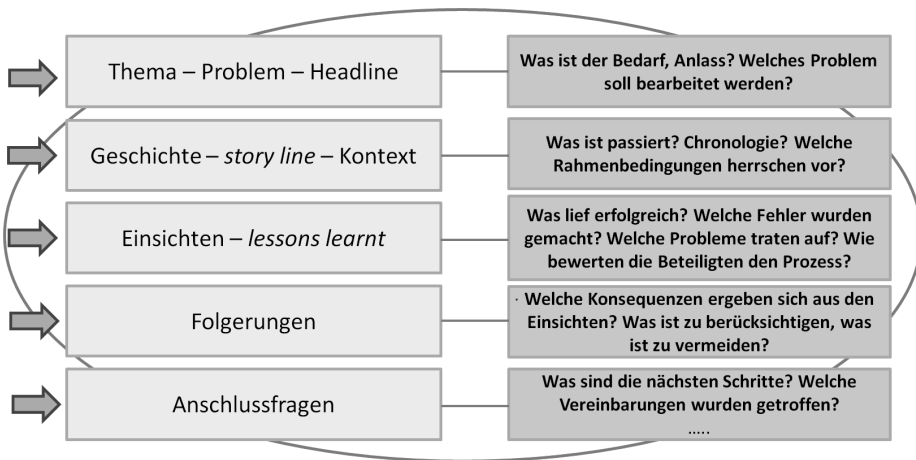 Thema – Problem – Headline
Was ist der Bedarf, Anlass? Welches Problem
soll bearbeitet werden?
Geschichte – story line – Kontext
Was ist passiert? Chronologie? Welche
Rahmenbedingungen herrschen vor?
Einsichten – lessons learnt
Was lief erfolgreich? Welche Fehler wurden
gemacht? Welche Probleme traten auf? Wie
bewerten die Beteiligten den Prozess?
Folgerungen
· Welche Konsequenzen ergeben sich aus den
Einsichten? Was ist zu berücksichtigen, was
ist zu vermeiden?
Anschlussfragen
Was sind die nächsten Schritte? Welche
Vereinbarungen wurden getroffen?
.....